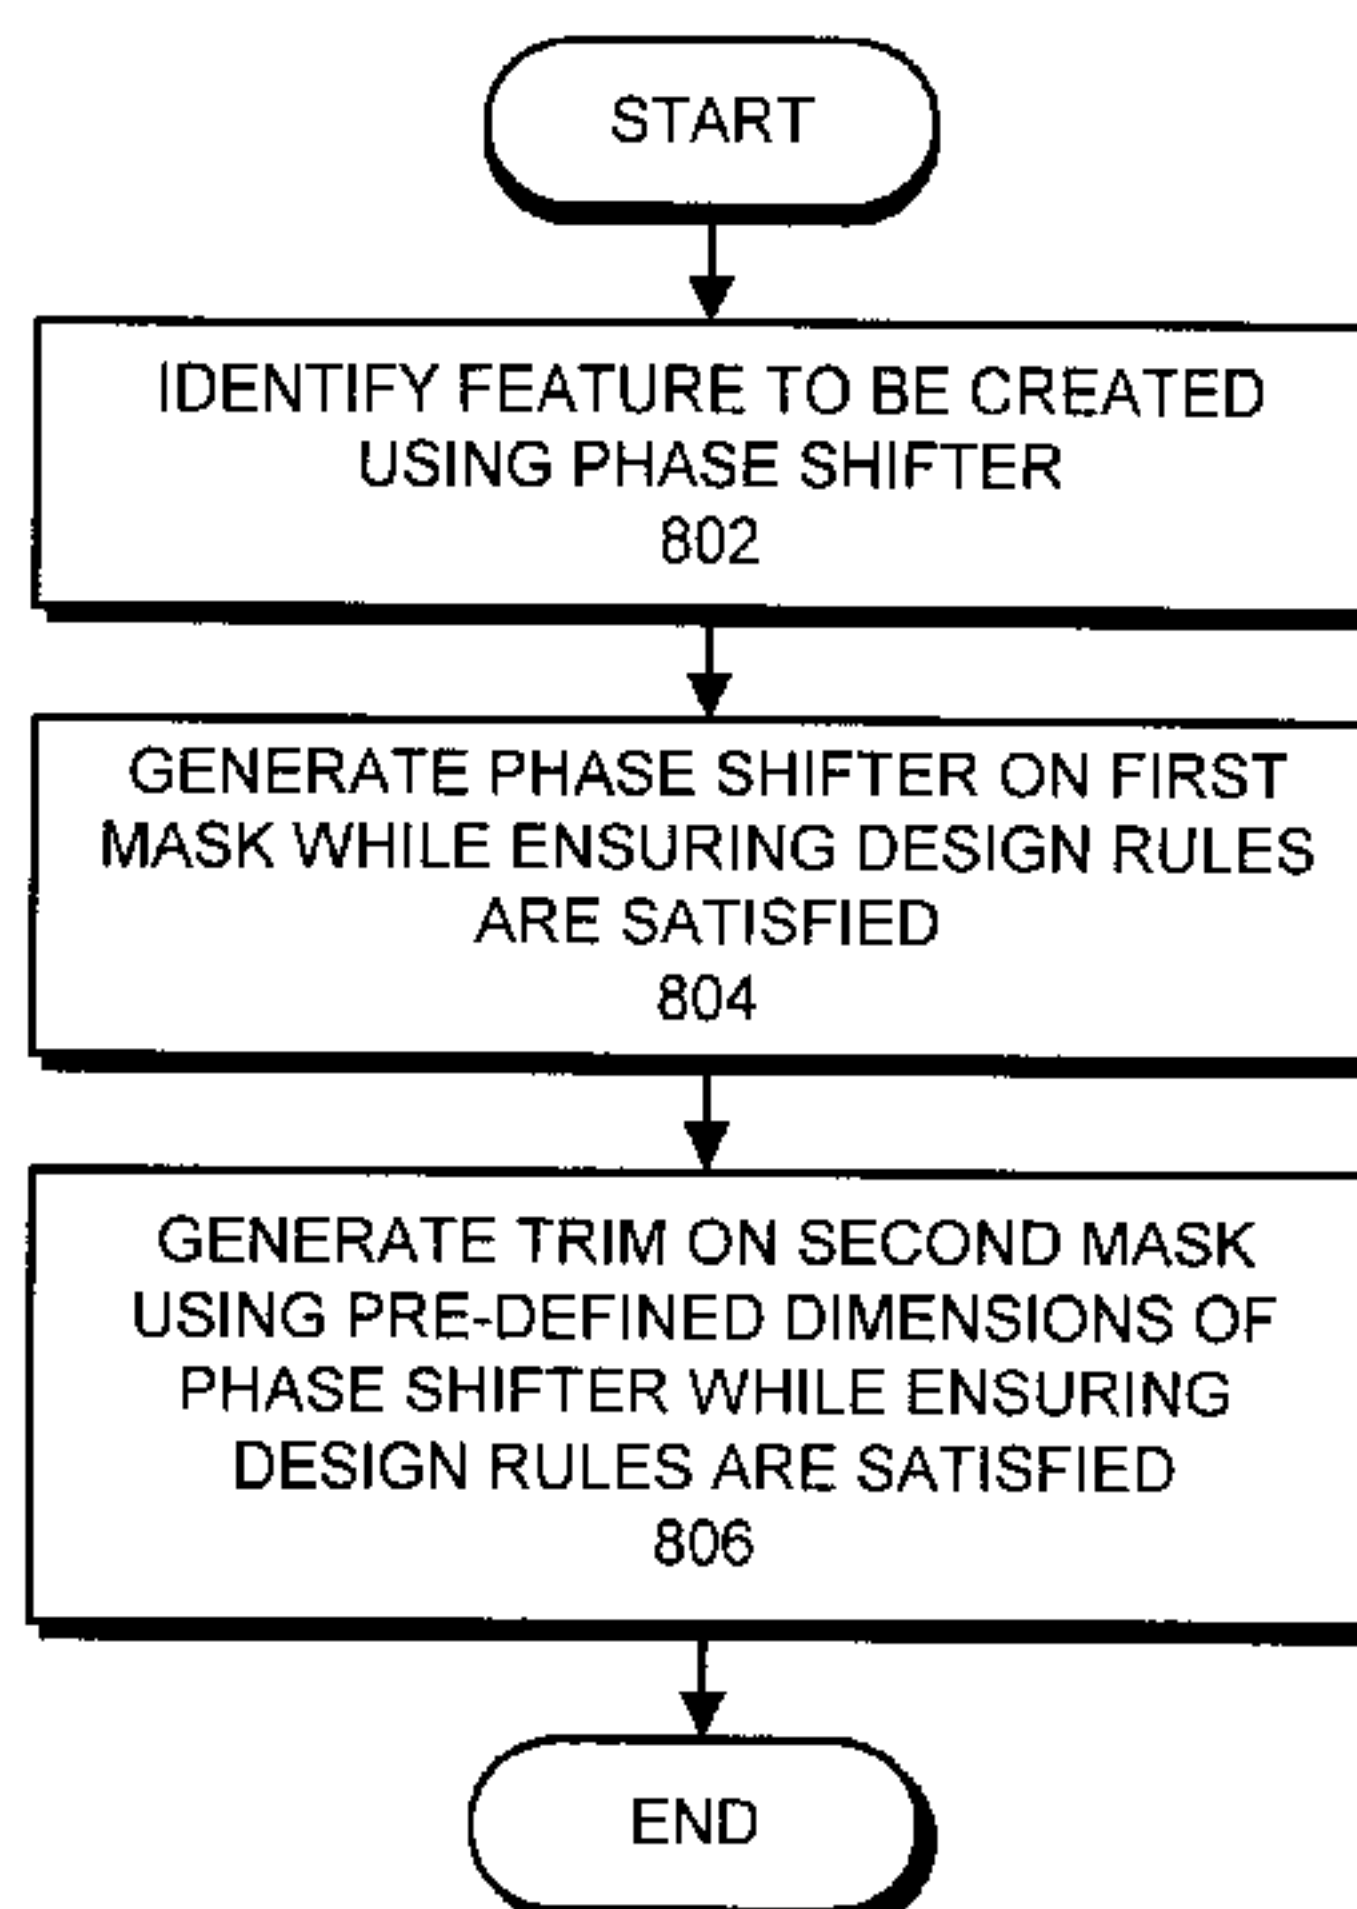 START
IDENTIFY FEATURE TO BE CREATED
USING PHASE SHIFTER
802
GENERATE PHASE SHIFTER ON FIRST
MASK WHILE ENSURING DESIGN RULES
ARE SATISFIED
804
GENERATE TRIM ON SECOND MASK
USING PRE-DEFINED DIMENSIONS OF
PHASE SHIFTER WHILE ENSURING
DESIGN RULES ARE SATISFIED
806
END